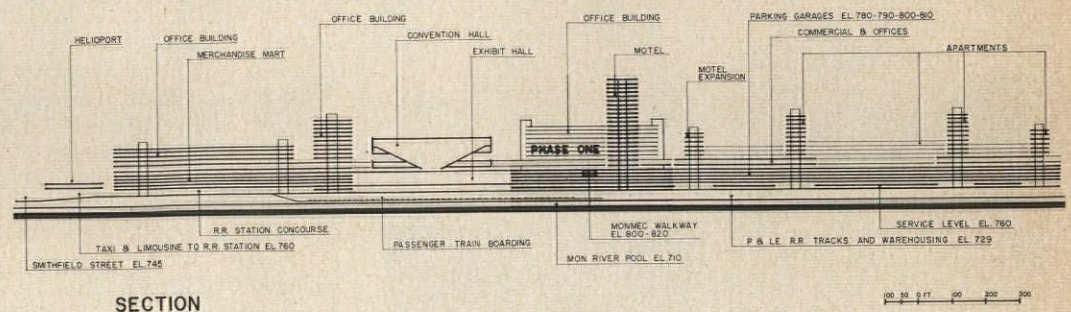 OFFICE BUILDING
OFFICE BUILDING
PARKING GARAGES EL. 780-790-800-810
HELIOPORT
OFFICE BUILDING
CONVENTION HALL
COMMERCIAL & OFFICES
MERCHANDISE MART
EXHIBIT HALL
MOTEL
MOTEL
EXPANSION
APARTMENTS
PHASE ONE
R.R. STATION CONCOURSE
MONMEC WALKWAY
EL 800-820
SERVICE LEVEL EL. 760
TAXI & LIMOUSINE TO R.R. STATION EL.760
PASSENGER TRAIN BOARDING
P & LE R.R. TRACKS AND WAREHOUSING EL 729
SMITHFIELD STREET EL.745
MON RIVER POOL EL.710
SECTION
100 50 0 FT 100 200 300